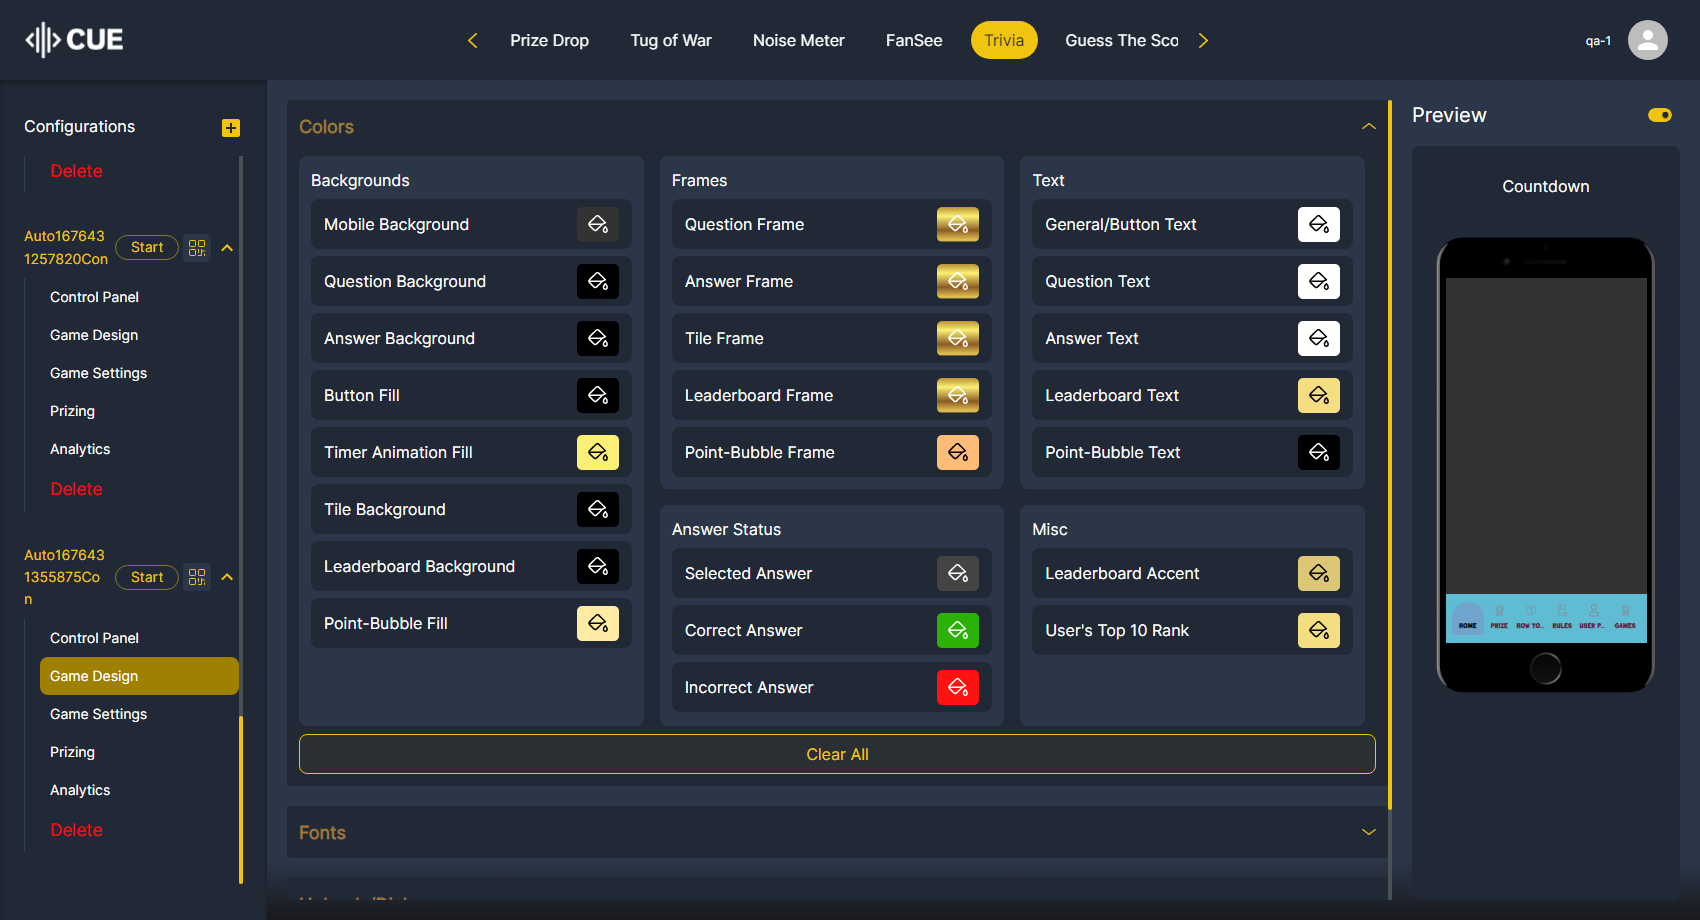 CUE
Prize Drop
Tug of War
Noise Meter
FanSee
Trivia
Guess The Sco
qa-1
Configurations
Delete
Auto167643
1257820Con
Start
Control Panel
Game Design
Game Settings
Prizing
Analytics
Delete
Auto167643
1355875Co
n
Start
Control Panel
Game Design
Game Settings
Prizing
Analytics
Delete
Colors
Backgrounds
Mobile Background
Question Background
Answer Background
Button Fill
Timer Animation Fill
Tile Background
Leaderboard Background
Point-Bubble Fill
Frames
Question Frame
Answer Frame
Tile Frame
Leaderboard Frame
Point-Bubble Frame
Text
General/Button Text
Question Text
Answer Text
Leaderboard Text
Point-Bubble Text
Answer Status
Selected Answer
Correct Answer
Incorrect Answer
Misc
Leaderboard Accent
User's Top 10 Rank
Clear All
Fonts
Preview
Countdown
HOME
PRIZE
HOW TO...
RULES
USER P...
GAMES